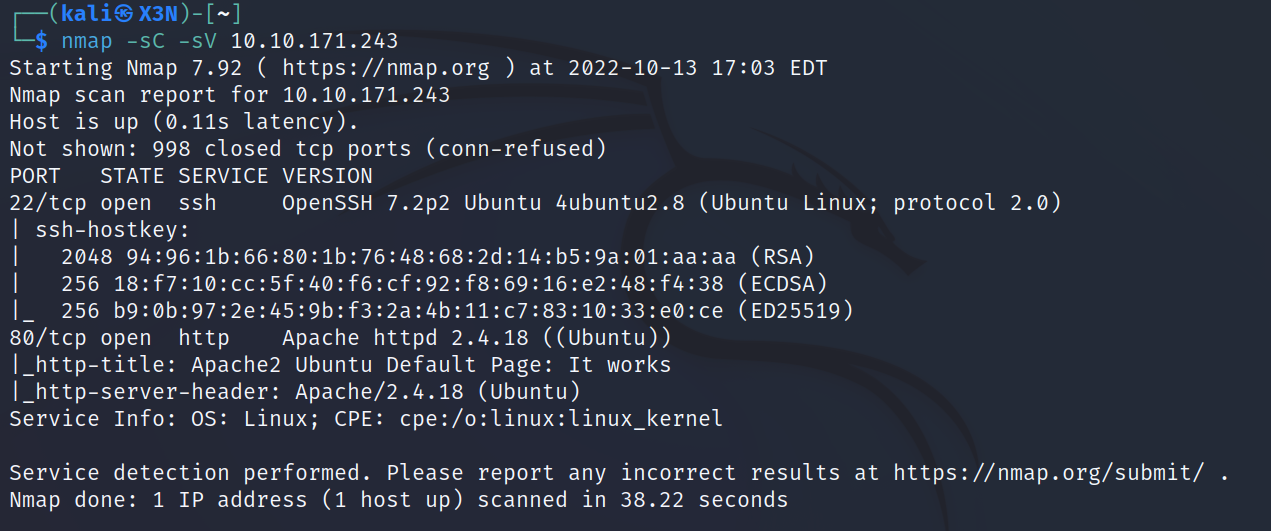 ┌──(kali㉿X3N)-[~]
└─$ nmap -sC -sV 10.10.171.243
Starting Nmap 7.92 ( https://nmap.org ) at 2022-10-13 17:03 EDT
Nmap scan report for 10.10.171.243
Host is up (0.11s latency).
Not shown: 998 closed tcp ports (conn-refused)
PORT   STATE SERVICE VERSION
22/tcp open  ssh     OpenSSH 7.2p2 Ubuntu 4ubuntu2.8 (Ubuntu Linux; protocol 2.0)
| ssh-hostkey:
|   2048 94:96:1b:66:80:1b:76:48:68:2d:14:b5:9a:01:aa:aa (RSA)
|   256 18:f7:10:cc:5f:40:f6:cf:92:f8:69:16:e2:48:f4:38 (ECDSA)
|_  256 b9:0b:97:2e:45:9b:f3:2a:4b:11:c7:83:10:33:e0:ce (ED25519)
80/tcp open  http    Apache httpd 2.4.18 ((Ubuntu))
|_http-title: Apache2 Ubuntu Default Page: It works
|_http-server-header: Apache/2.4.18 (Ubuntu)
Service Info: OS: Linux; CPE: cpe:/o:linux:linux_kernel
Service detection performed. Please report any incorrect results at https://nmap.org/submit/ .
Nmap done: 1 IP address (1 host up) scanned in 38.22 seconds